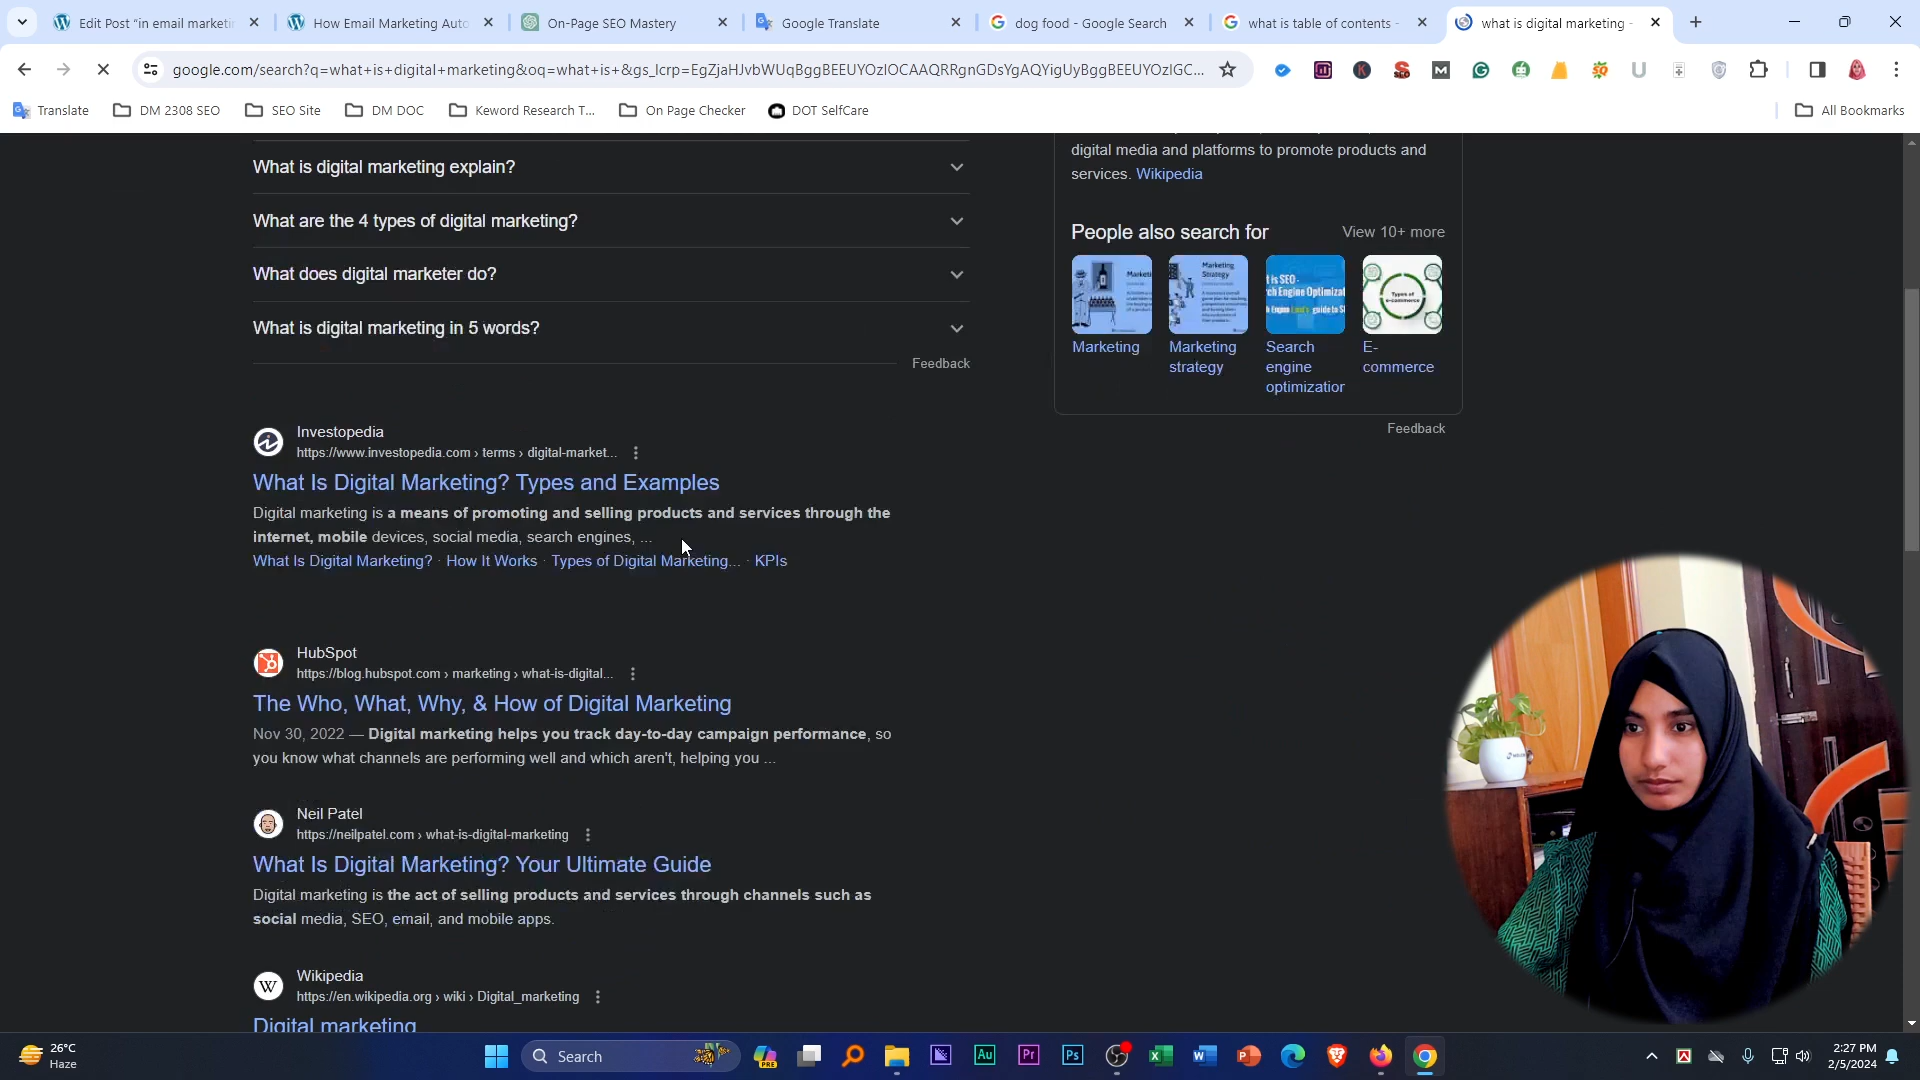 Edit Post "in email marketi
How Email Marketing Auto
On-Page SEO Mastery
Google Translate
dog food - Google Search
what is table of contents -
what is digital marketing -
google.com/search?q=what+is+digital+marketing&oq=what+is+&gs_lcrp=EgZjaHJvbWUqBggBEEUYOzIOCAAQRRgnGDsYgAQYigUyBggBEEUYOzIGC...
Translate
DM 2308 SEO
SEO Site
DM DOC
Keword Research T...
On Page Checker
DOT SelfCare
All Bookmarks
digital media and platforms to promote products and
services. Wikipedia
What is digital marketing explain?
What are the 4 types of digital marketing?
What does digital marketer do?
What is digital marketing in 5 words?
Feedback
People also search for
View 10+ more
Marketing
Marketing
strategy
Search
engine
optimization
E-
commerce
Feedback
Investopedia
https://www.investopedia.com › terms › digital-market...
What Is Digital Marketing? Types and Examples
Digital marketing is a means of promoting and selling products and services through the
internet, mobile devices, social media, search engines, ...
What Is Digital Marketing? · How It Works · Types of Digital Marketing... · KPIs
HubSpot
https://blog.hubspot.com › marketing › what-is-digital...
The Who, What, Why, & How of Digital Marketing
Nov 30, 2022 — Digital marketing helps you track day-to-day campaign performance, so
you know what channels are performing well and which aren't, helping you ...
Neil Patel
https://neilpatel.com › what-is-digital-marketing
What Is Digital Marketing? Your Ultimate Guide
Digital marketing is the act of selling products and services through channels such as
social media, SEO, email, and mobile apps.
Wikipedia
https://en.wikipedia.org › wiki › Digital_marketing
Digital marketing
26°C
Haze
Search
2:27 PM
2/5/2024